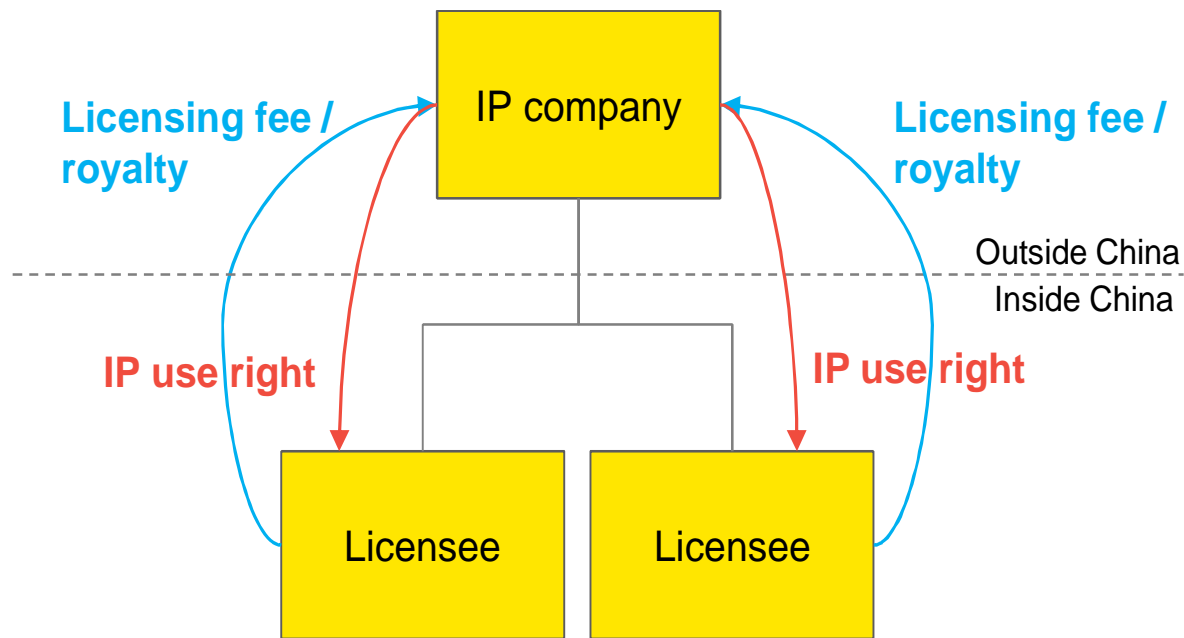 IP company
Licensing fee /
royalty
Licensing fee /
royalty
Outside China
Inside China
IP use right
IP use right
Licensee
Licensee